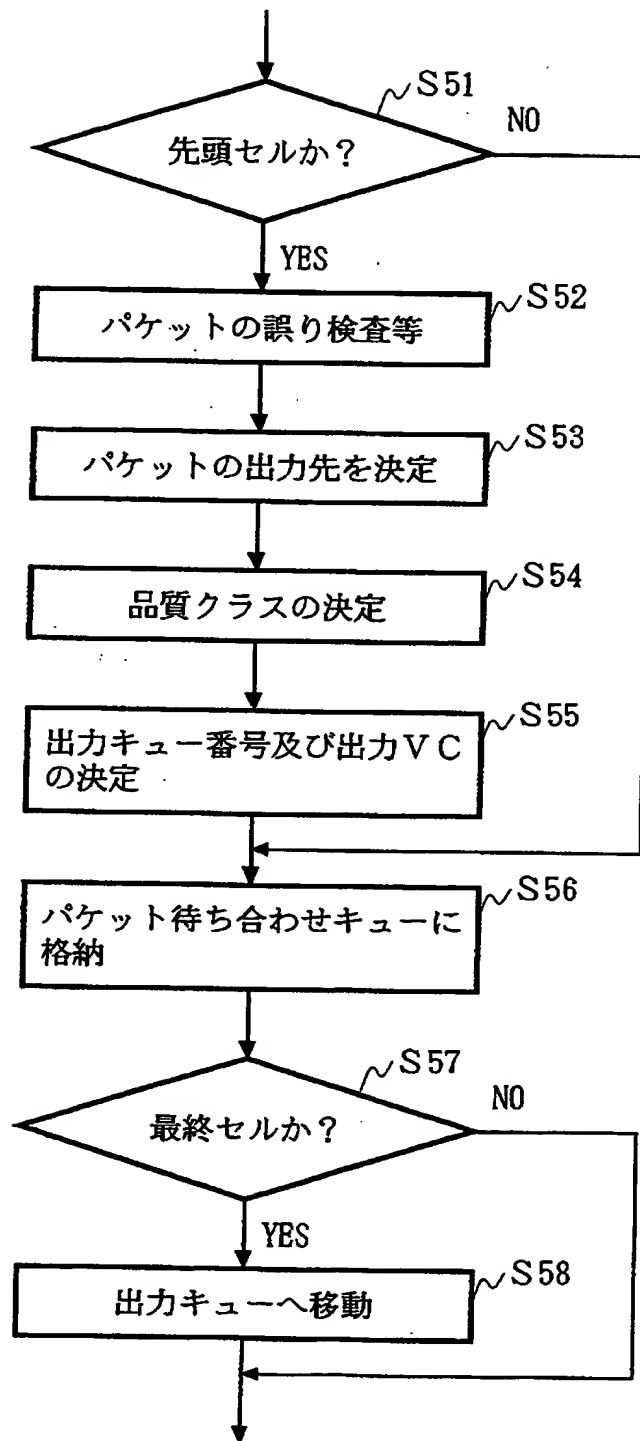 S51
先頭セルか？
NO
YES
S52
パケットの誤り検査等
S53
パケットの出力先を決定
S54
品質クラスの決定
S55
出力キュー番号及び出力ＶＣ
の決定
S56
パケット待ち合わせキューに
格納
S57
最終セルか？
NO
YES
S58
出力キューへ移動